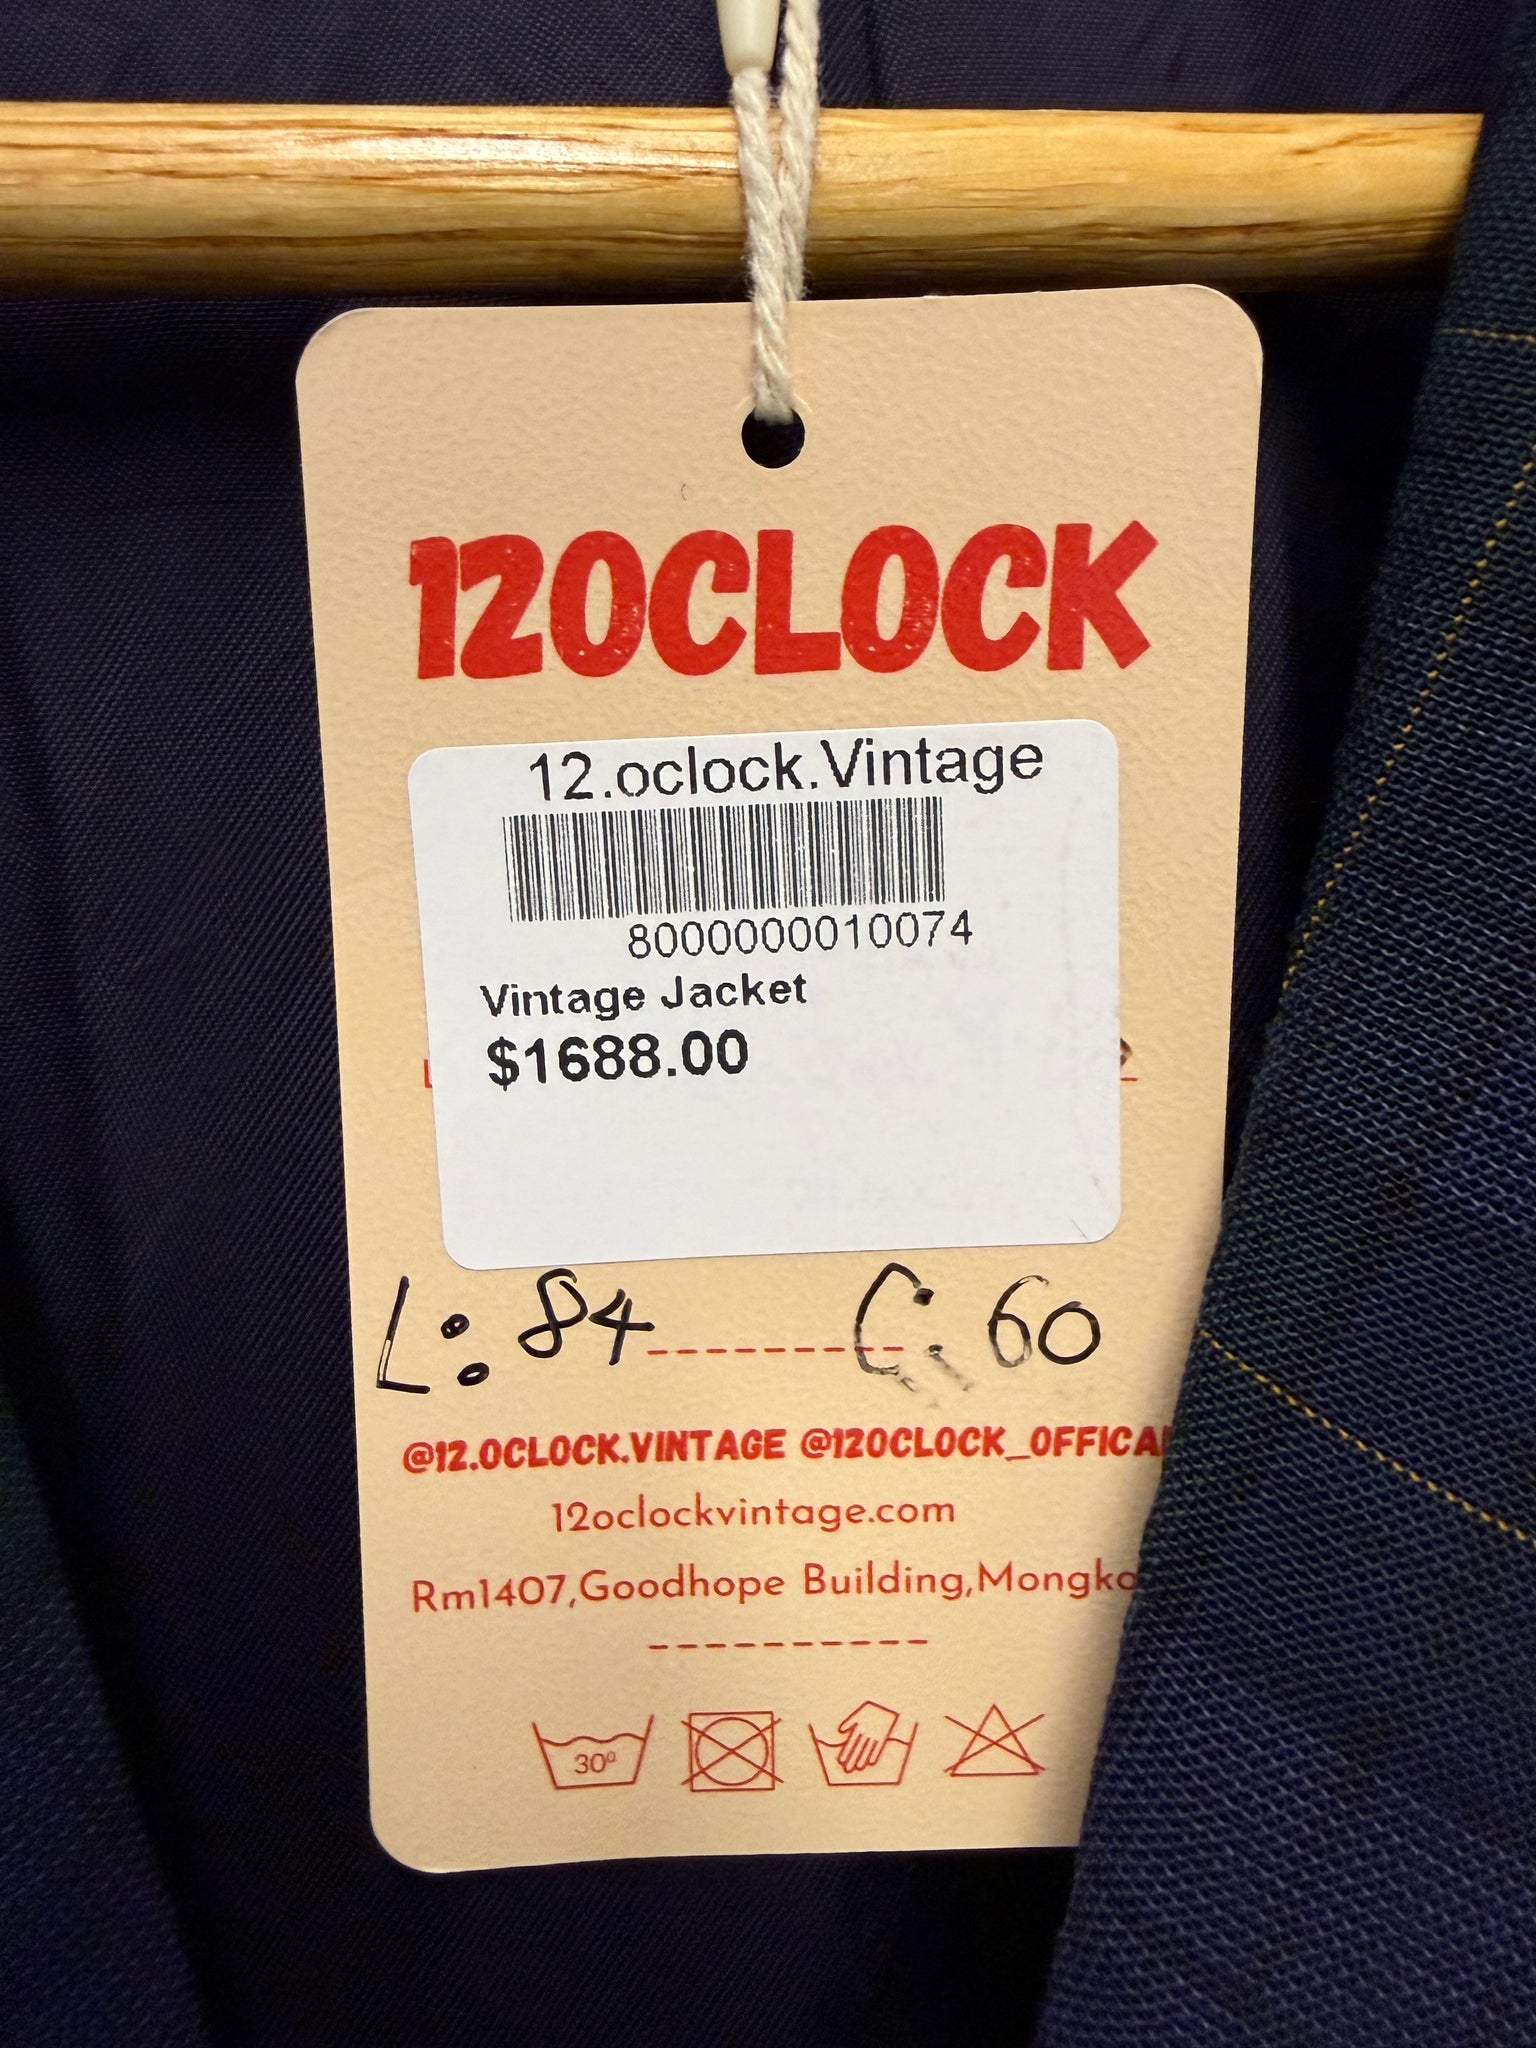 12OCLOCK
12.oclock.Vintage
8000000010074
Vintage Jacket
$1688.00
L: 84 C: 60
@12.OCLOCK.VINTAGE @12OCLOCK_OFFICA
12oclockvintage.com
Rm1407,Goodhope Building,Mongko
30º